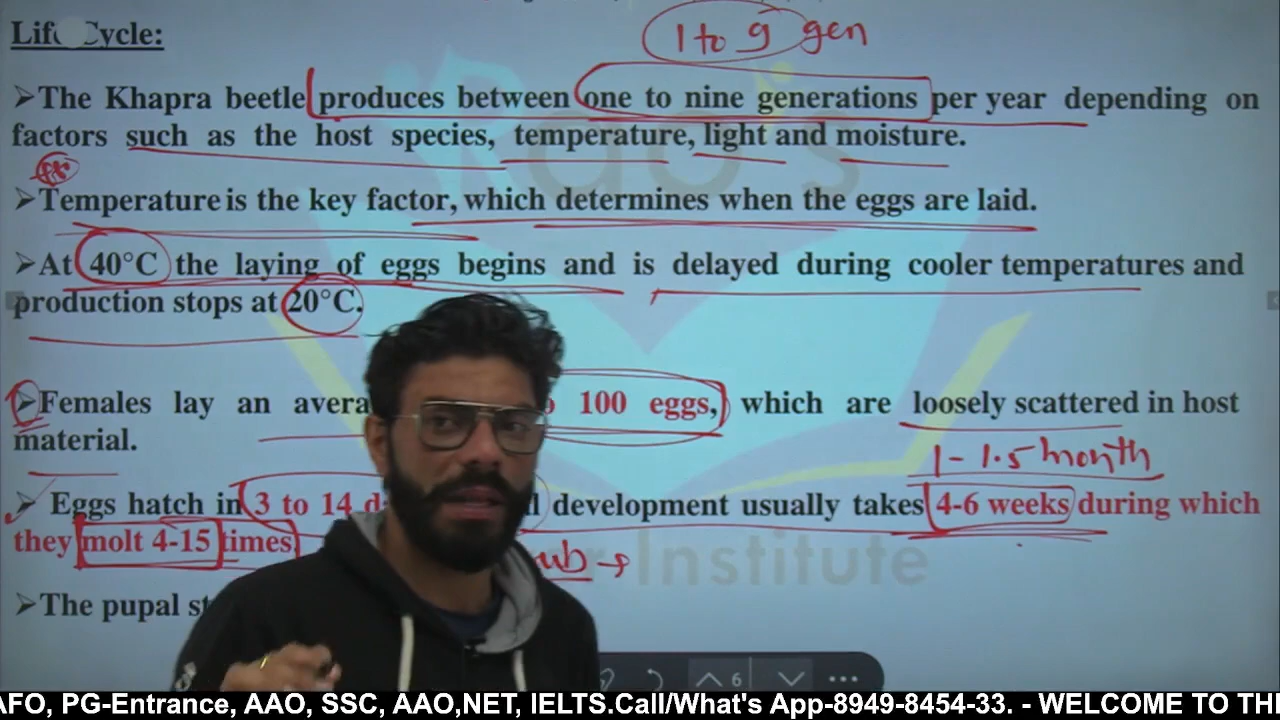 Life Cycle:
1 to 9 gen
➢The Khapra beetle produces between one to nine generations per year depending on
factors such as the host species, temperature, light and moisture.
➢Temperature is the key factor, which determines when the eggs are laid.
➢At 40°C the laying of eggs begins and is delayed during cooler temperatures and
production stops at 20°C.
➢Females lay an 100 eggs, which are loosely scattered in host
material.
1 - 1.5 month
➢ Eggs hatch in 3 to 14 development usually takes 4-6 weeks during which
they molt 4-15 times
Institute
➢The pupal
6
AFO, PG-Entrance, AAO, SSC, AAO,NET, IELTS.Call/What's App-8949-8454-33. - WELCOME TO